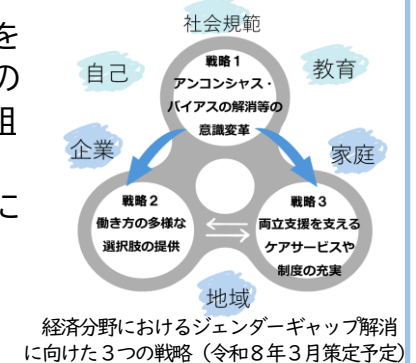 を
の
組
に
社会規範
自己
教育
戦略1
アンコンシャス・
バイアスの解消等の
意識変革
企業
家庭
戦略2
働き方の多様な
選択肢の提供
戦略3
両立支援を支える
ケアサービスや
制度の充実
地域
経済分野におけるジェンダーギャップ解消
に向けた3つの戦略（令和8年3月策定予定）